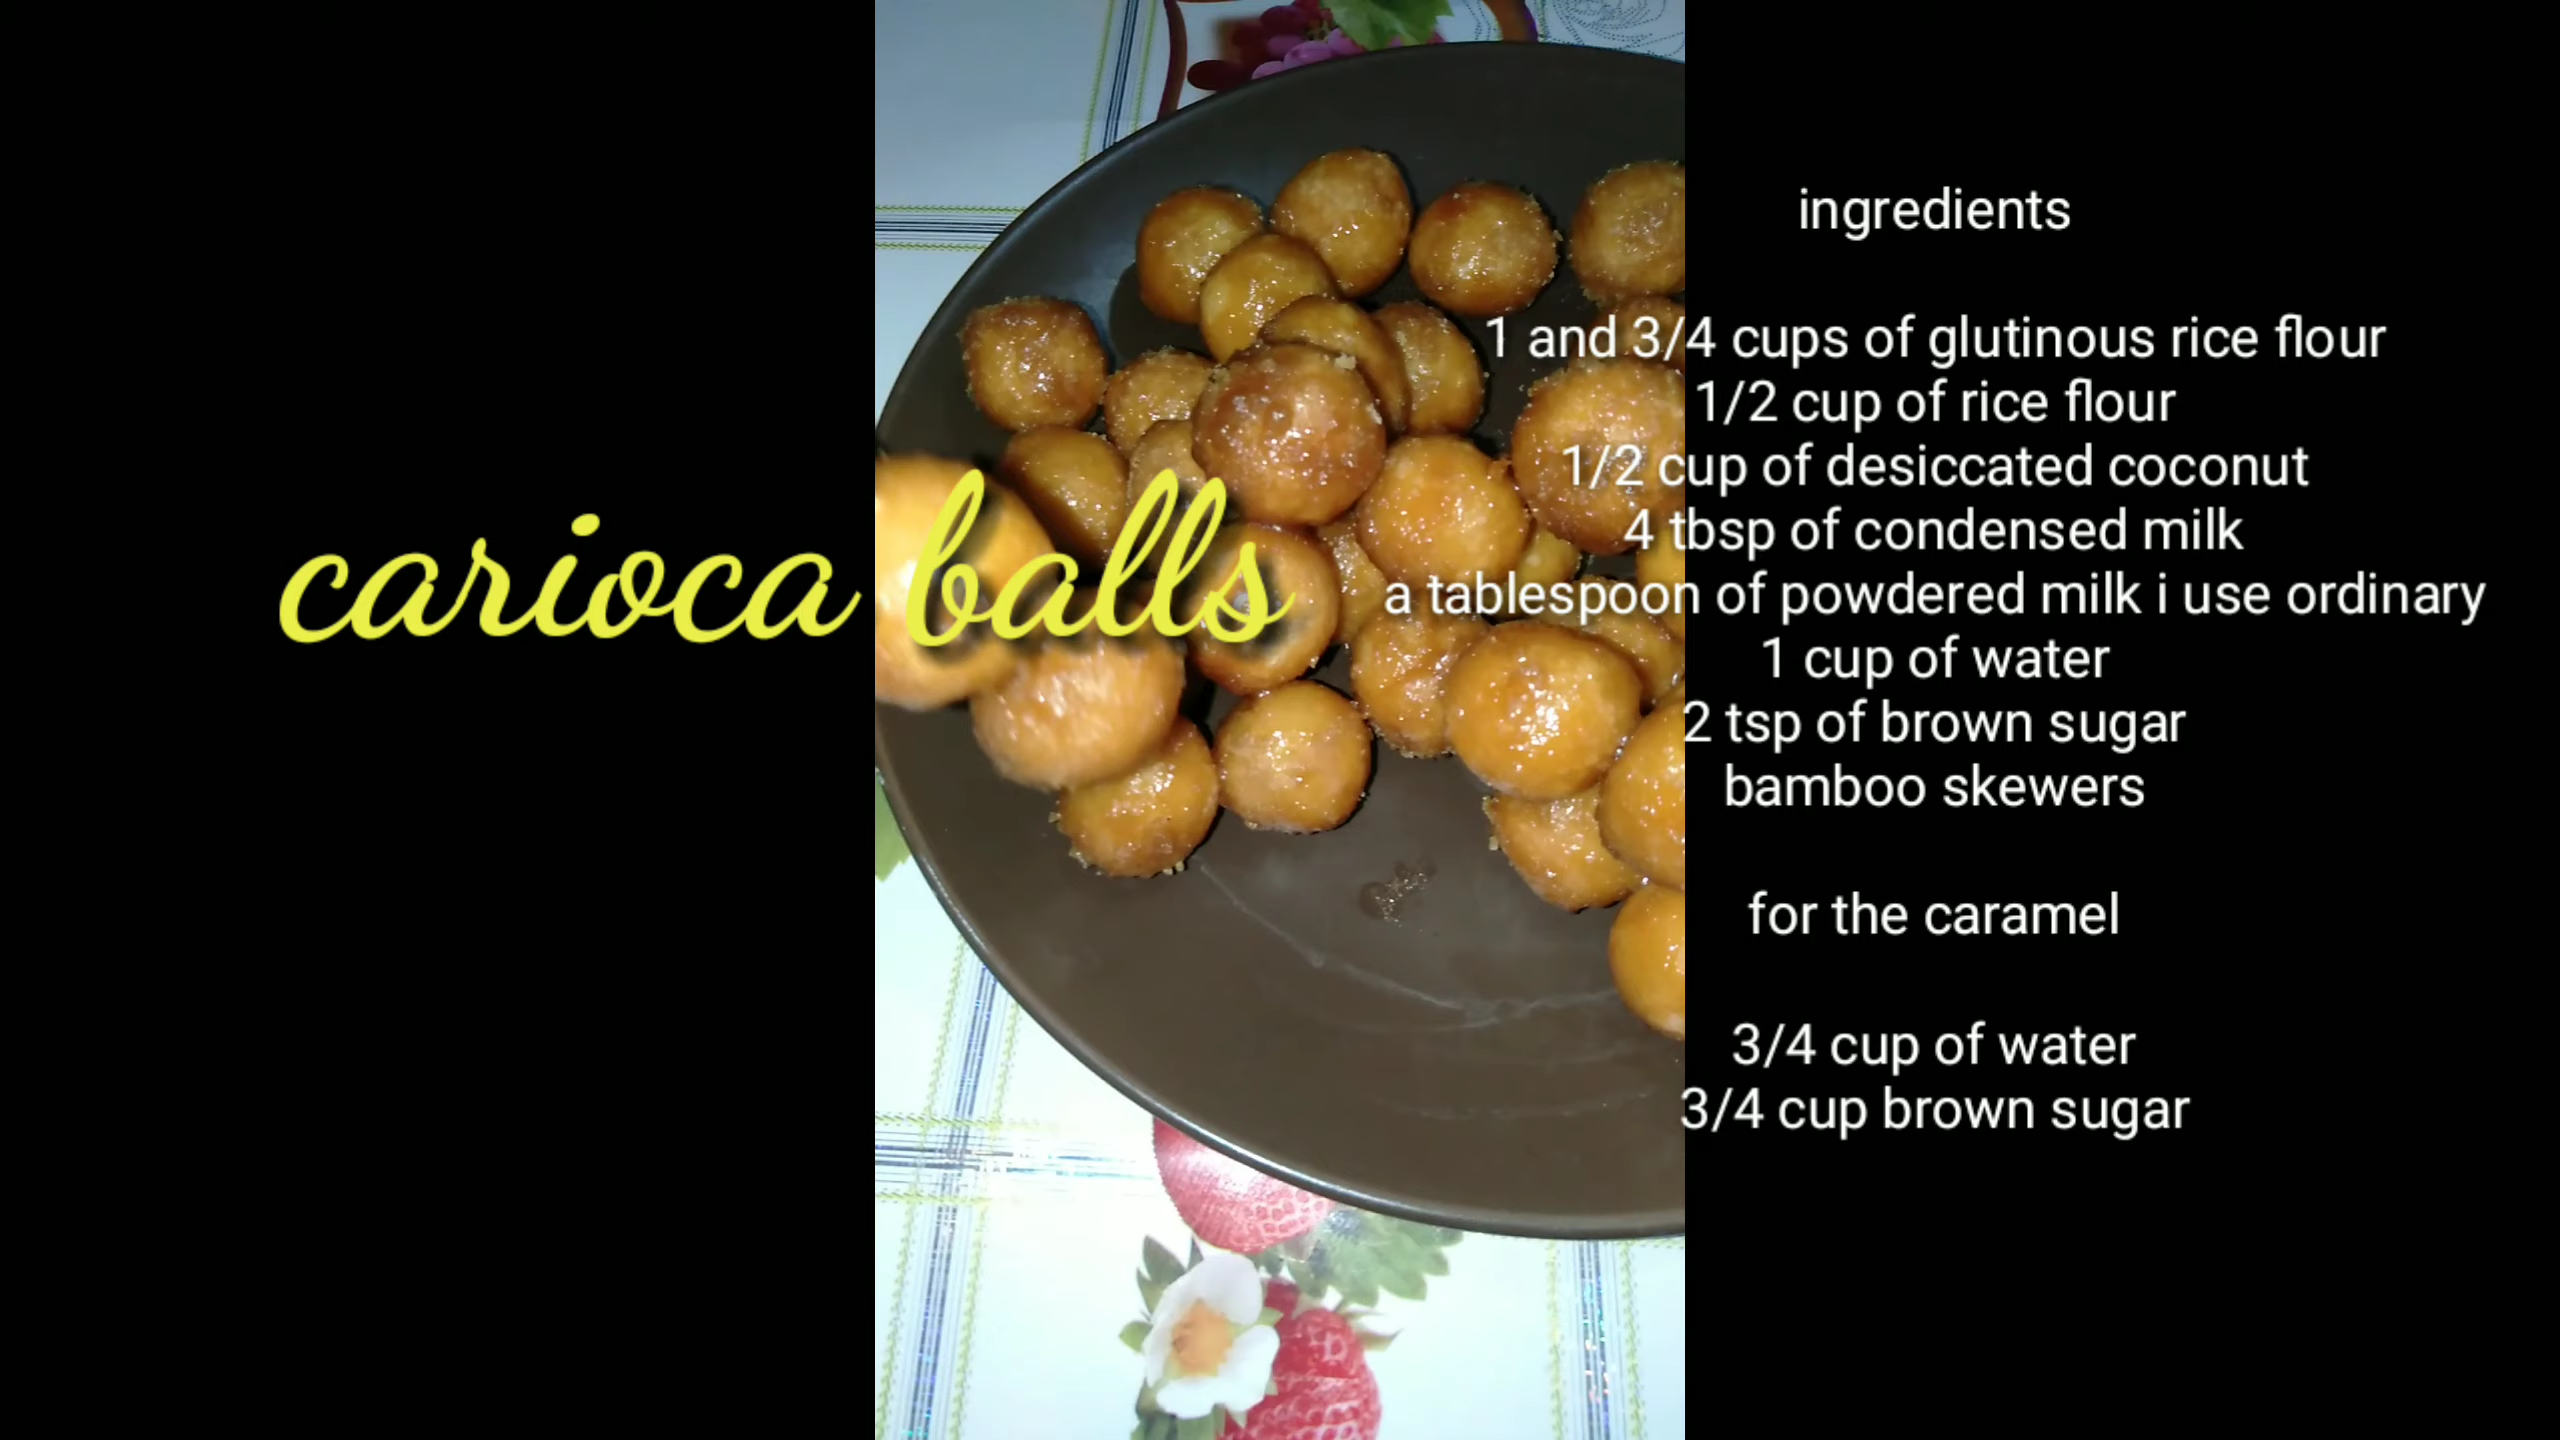 carioca balls
ingredients
1 and 3/4 cups of glutinous rice flour
1/2 cup of rice flour
1/2 cup of desiccated coconut
4 tbsp of condensed milk
a tablespoon of powdered milk i use ordinary
1 cup of water
2 tsp of brown sugar
bamboo skewers
for the caramel
3/4 cup of water
3/4 cup brown sugar